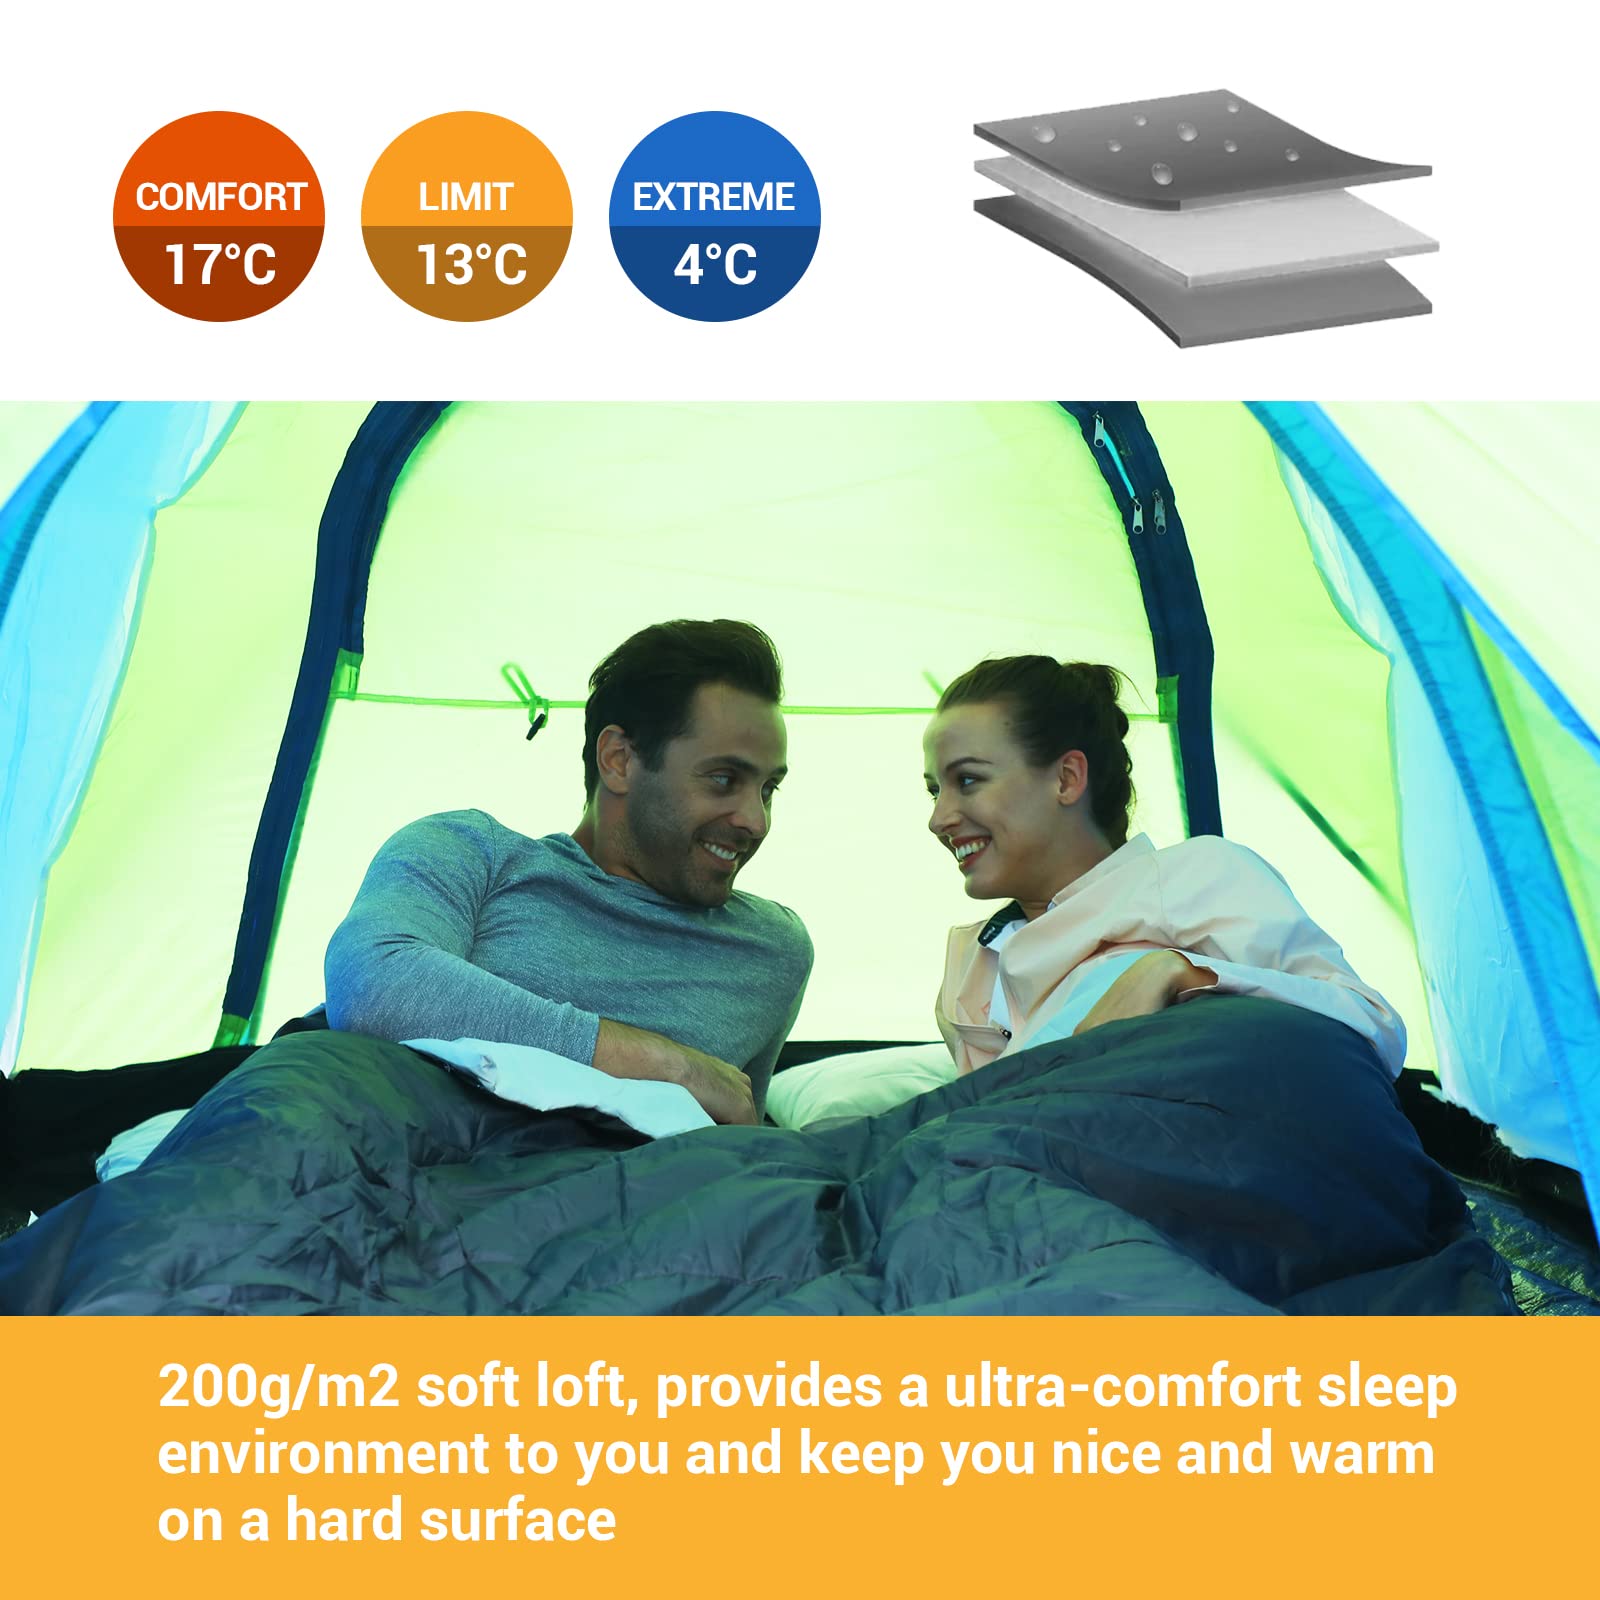 COMFORT
17°C
LIMIT
13°C
EXTREME
4°C
200g/m2 soft loft, provides a ultra-comfort sleep
environment to you and keep you nice and warm
on a hard surface